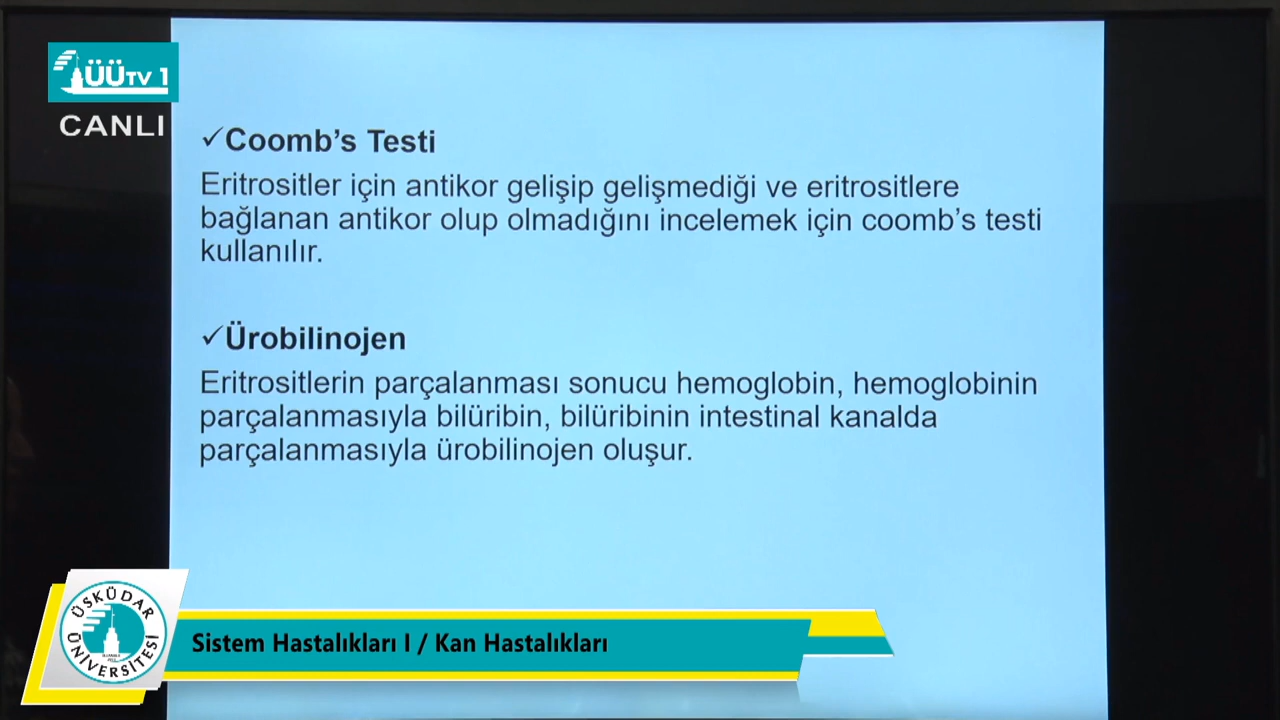 ÜÜTV 1
CANLI
✓Coomb's Testi
Eritrositler için antikor gelişip gelişmediği ve eritrositlere
bağlanan antikor olup olmadığını incelemek için coomb's testi
kullanılır.
✓Ürobilinojen
Eritrositlerin parçalanması sonucu hemoglobin, hemoglobinin
parçalanmasıyla bilüribin, bilüribinin intestinal kanalda
parçalanmasıyla ürobilinojen oluşur.
ÜSKÜDAR
ÜNİVERSİTESİ
Sistem Hastalıkları I / Kan Hastalıkları